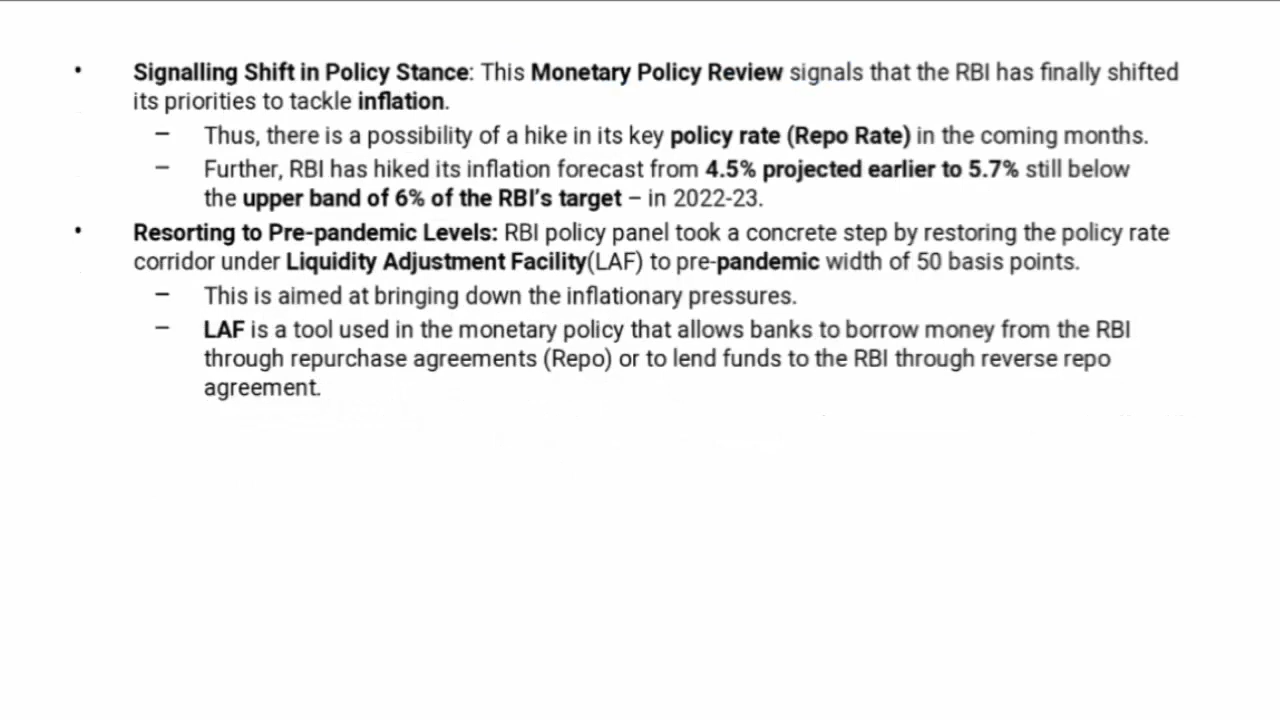 • Signalling Shift in Policy Stance: This Monetary Policy Review signals that the RBI has finally shifted
its priorities to tackle inflation.
– Thus, there is a possibility of a hike in its key policy rate (Repo Rate) in the coming months.
– Further, RBI has hiked its inflation forecast from 4.5% projected earlier to 5.7% still below
the upper band of 6% of the RBI's target – in 2022-23.
• Resorting to Pre-pandemic Levels: RBI policy panel took a concrete step by restoring the policy rate
corridor under Liquidity Adjustment Facility(LAF) to pre-pandemic width of 50 basis points.
– This is aimed at bringing down the inflationary pressures.
– LAF is a tool used in the monetary policy that allows banks to borrow money from the RBI
through repurchase agreements (Repo) or to lend funds to the RBI through reverse repo
agreement.